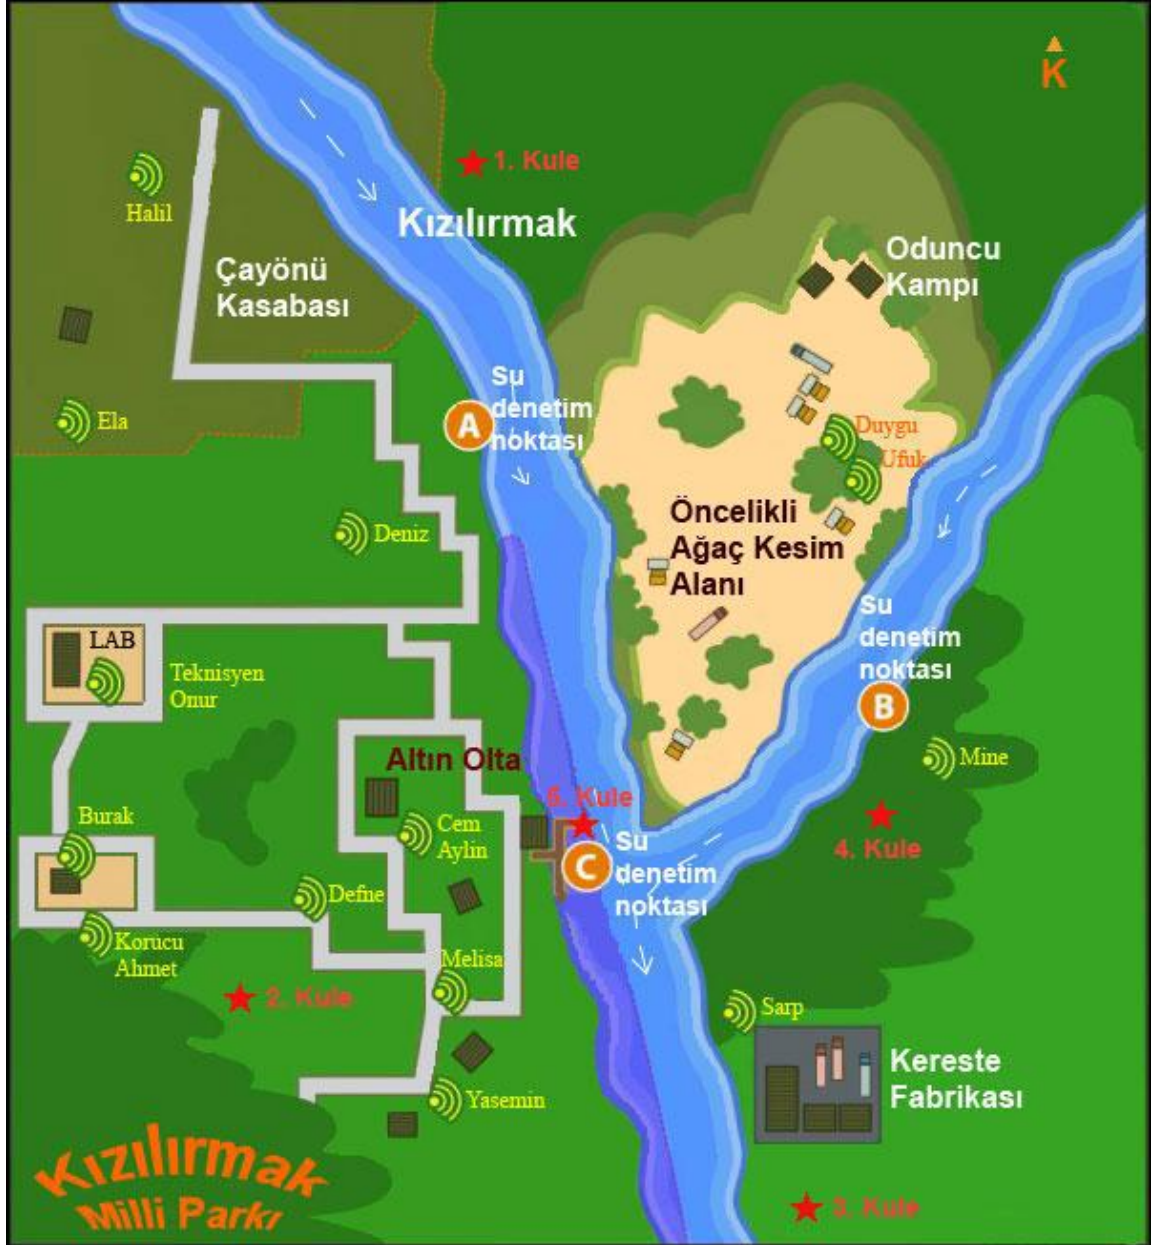 K
1. Kule
Halil
Kızılırmak
Oduncu
Kampı
Çayönü
Kasabası
Su
denetim
noktası
A
Ela
Duygu
Ufuk
Öncelikli
Ağaç Kesim
Alanı
Deniz
Su
denetim
noktası
B
LAB
Teknisyen
Onur
Mine
Altın Olta
5. Kule
Burak
Cem
Aylin
4. Kule
Su
denetim
noktası
C
Defne
Korucu
Ahmet
Melisa
2. Kule
Sarp
Kereste
Fabrikası
Yasemin
Kızılırmak
Milli Parkı
3. Kule